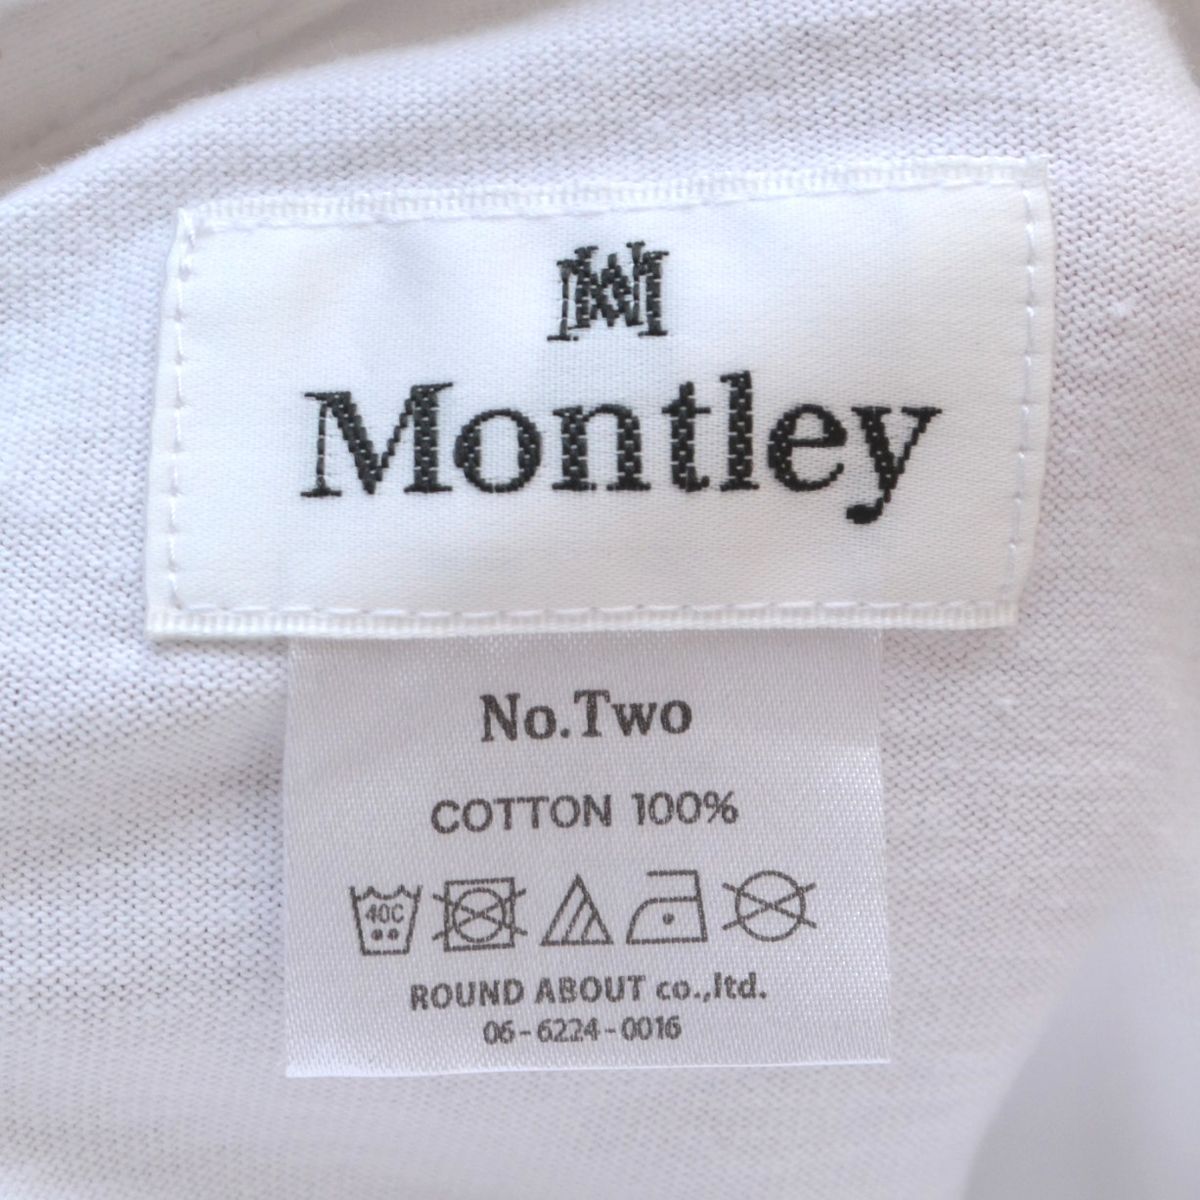 M
Montley
No.Two
COTTON 100%
40C
ROUND ABOUT co.,ltd.
06-6224-0016